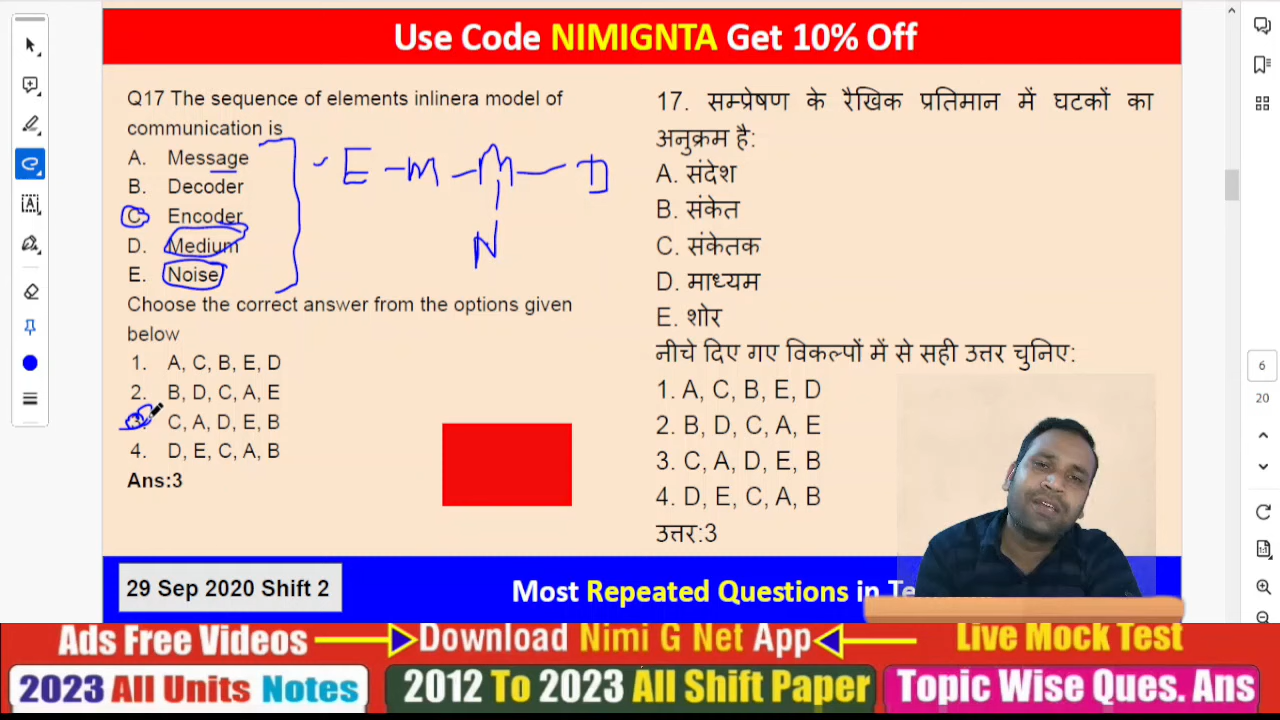 Use Code NIMIGNTA Get 10% Off
Q17 The sequence of elements inlinera model of
communication is
A. Message
B. Decoder
C. Encoder
D. Medium
E. Noise
E - m - M - D
N
Choose the correct answer from the options given
below
1. A, C, B, E, D
2. B, D, C, A, E
3. C, A, D, E, B
4. D, E, C, A, B
Ans:3
17. सम्प्रेषण के रैखिक प्रतिमान में घटकों का
अनुक्रम है:
A. संदेश
B. संकेत
C. संकेतक
D. माध्यम
E. शोर
नीचे दिए गए विकल्पों में से सही उत्तर चुनिए:
1. A, C, B, E, D
2. B, D, C, A, E
3. C, A, D, E, B
4. D, E, C, A, B
उत्तर:3
6
20
29 Sep 2020 Shift 2
Most Repeated Questions in
Ads Free Videos Download Nimi G Net App Live Mock Test
2023 All Units Notes 2012 To 2023 All Shift Paper Topic Wise Ques. Ans